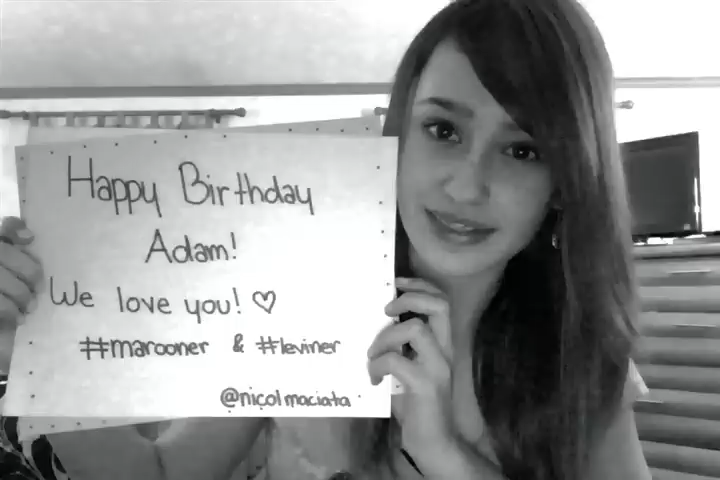 Happy Birthday
Adam!
We love you! ♡
#marooner & #leviner
@nicolmaciata